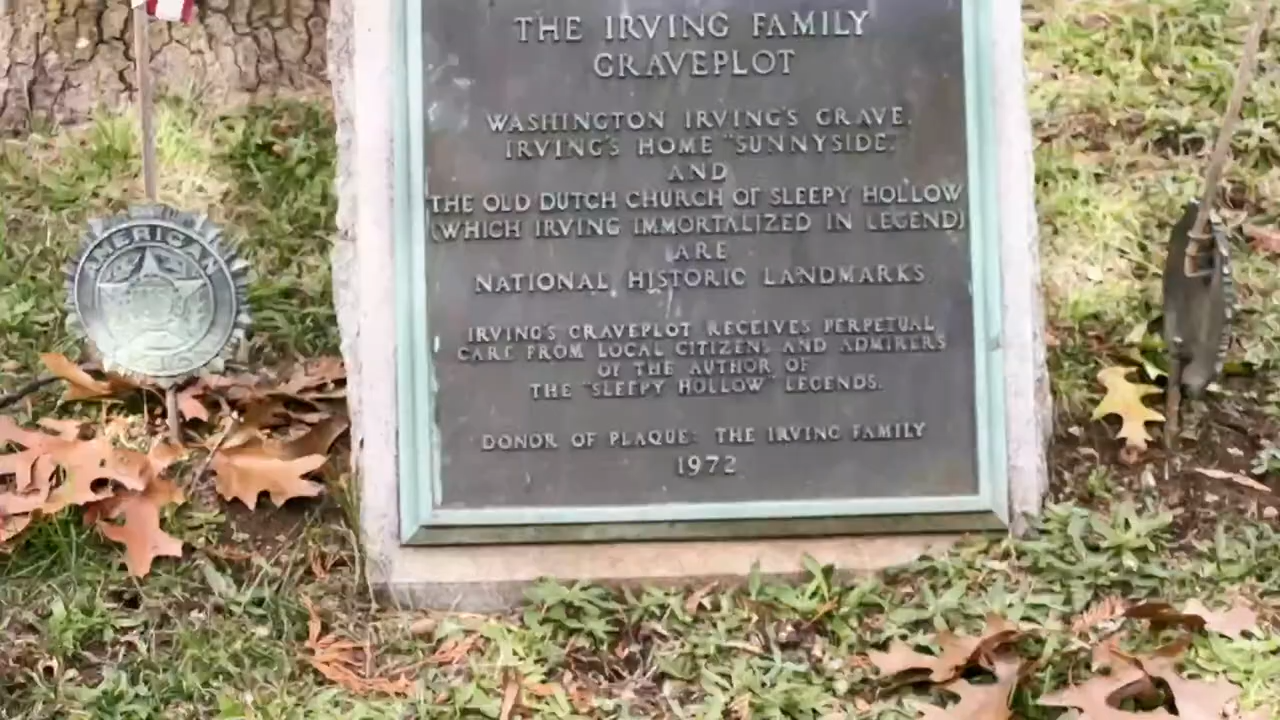 THE IRVING FAMILY
GRAVEPLOT
WASHINGTON IRVING'S GRAVE,
IRVING'S HOME "SUNNYSIDE,"
AND
THE OLD DUTCH CHURCH OF SLEEPY HOLLOW
(WHICH IRVING IMMORTALIZED IN LEGEND)
ARE
NATIONAL HISTORIC LANDMARKS.
IRVING'S GRAVEPLOT RECEIVES PERPETUAL
CARE FROM LOCAL CITIZENS AND ADMIRERS
OF THE AUTHOR OF
THE "SLEEPY HOLLOW" LEGENDS.
DONOR OF PLAQUE: THE IRVING FAMILY
1972
AMERICAN
LEGION